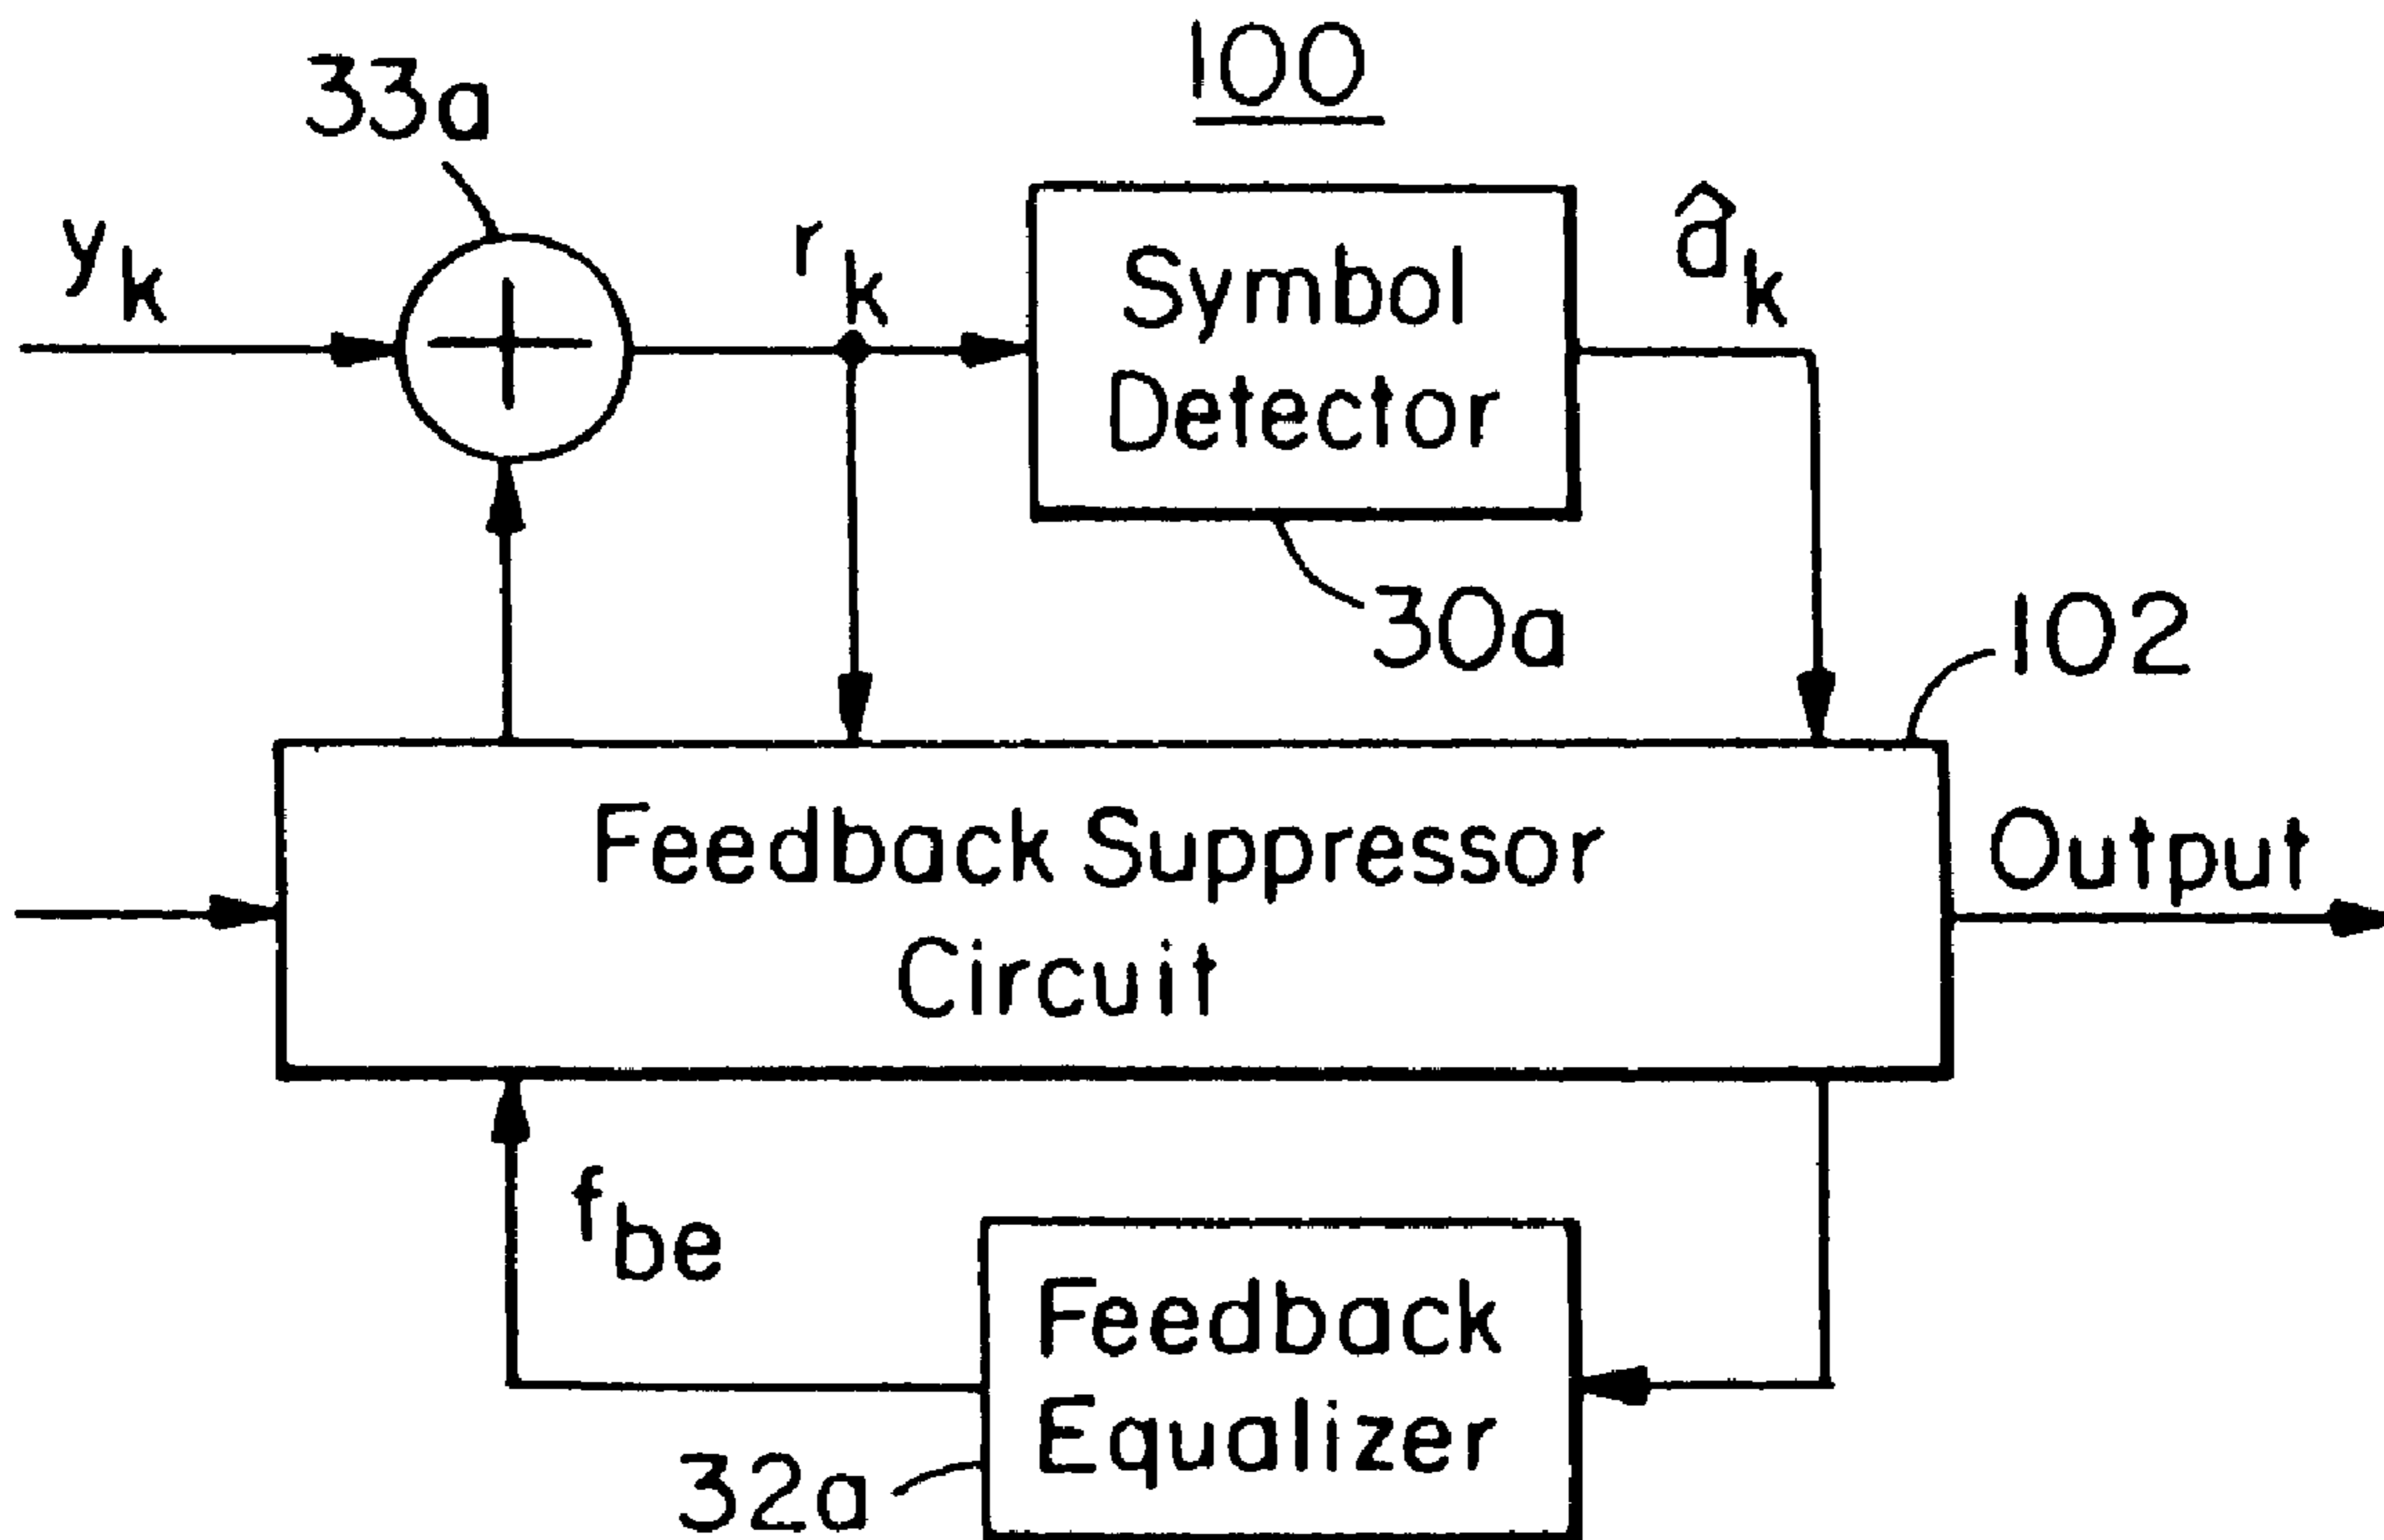 100
33a
y_k
r_k
Symbol
Detector
â_k
30a
102
Feedback Suppressor
Circuit
Output
f_be
Feedback
Equalizer
32a